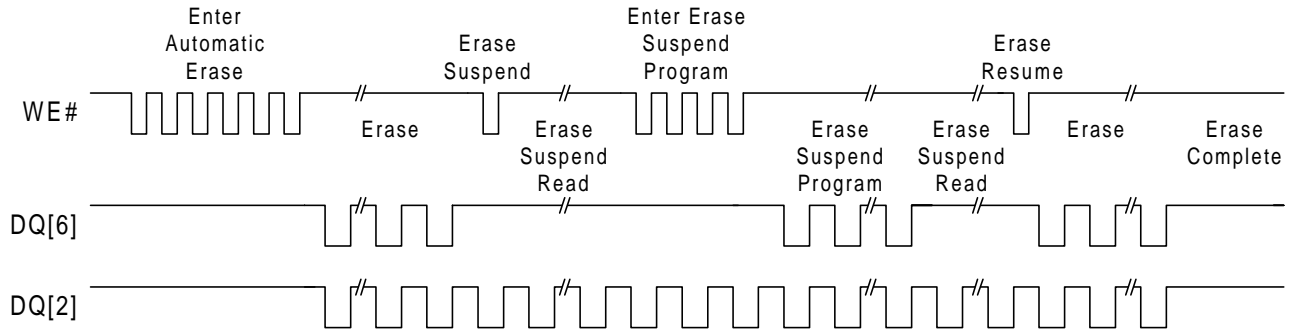 Enter
Automatic
Erase
Erase
Suspend
Enter Erase
Suspend
Program
Erase
Resume
WE#
Erase
Erase
Suspend
Read
Erase
Suspend
Program
Erase
Suspend
Read
Erase
Erase
Complete
DQ[6]
DQ[2]